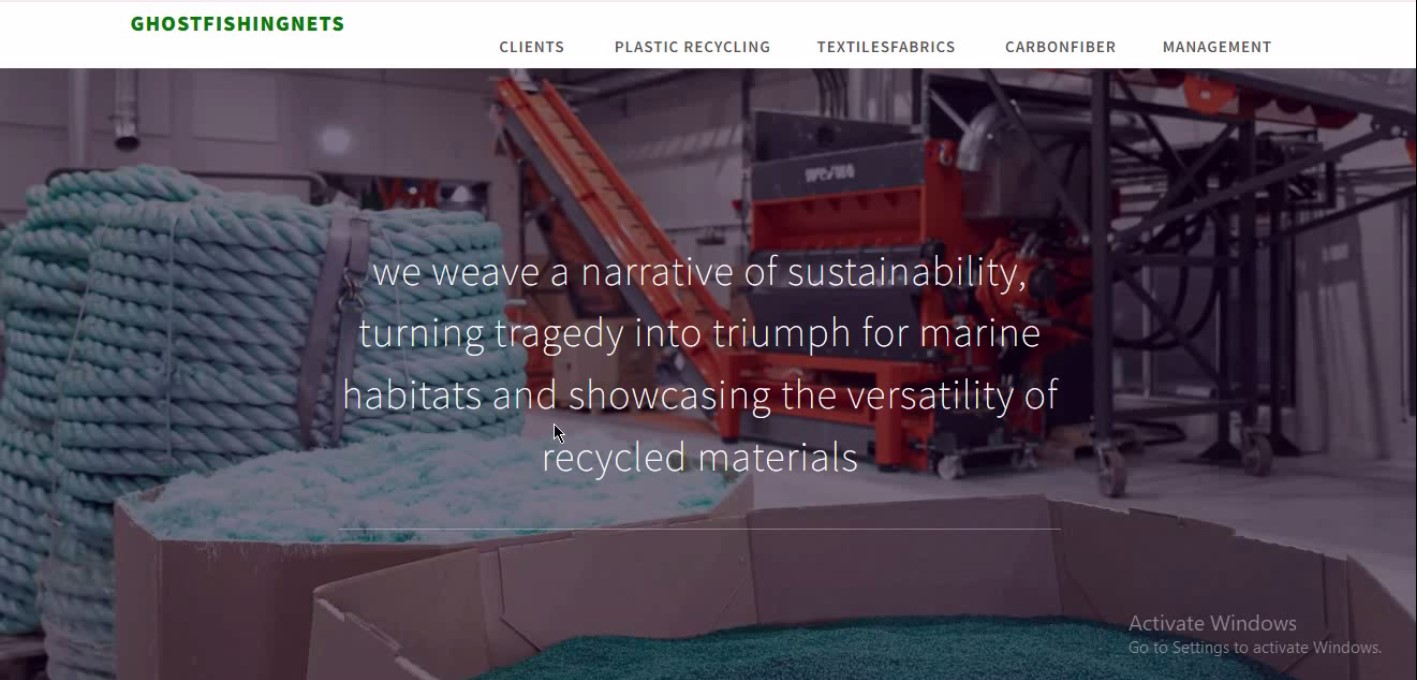 GHOSTFISHINGNETS
CLIENTS PLASTIC RECYCLING TEXTILESFABRICS CARBONFIBER MANAGEMENT
we weave a narrative of sustainability,
turning tragedy into triumph for marine
habitats and showcasing the versatility of
recycled materials
Activate Windows
Go to Settings to activate Windows.